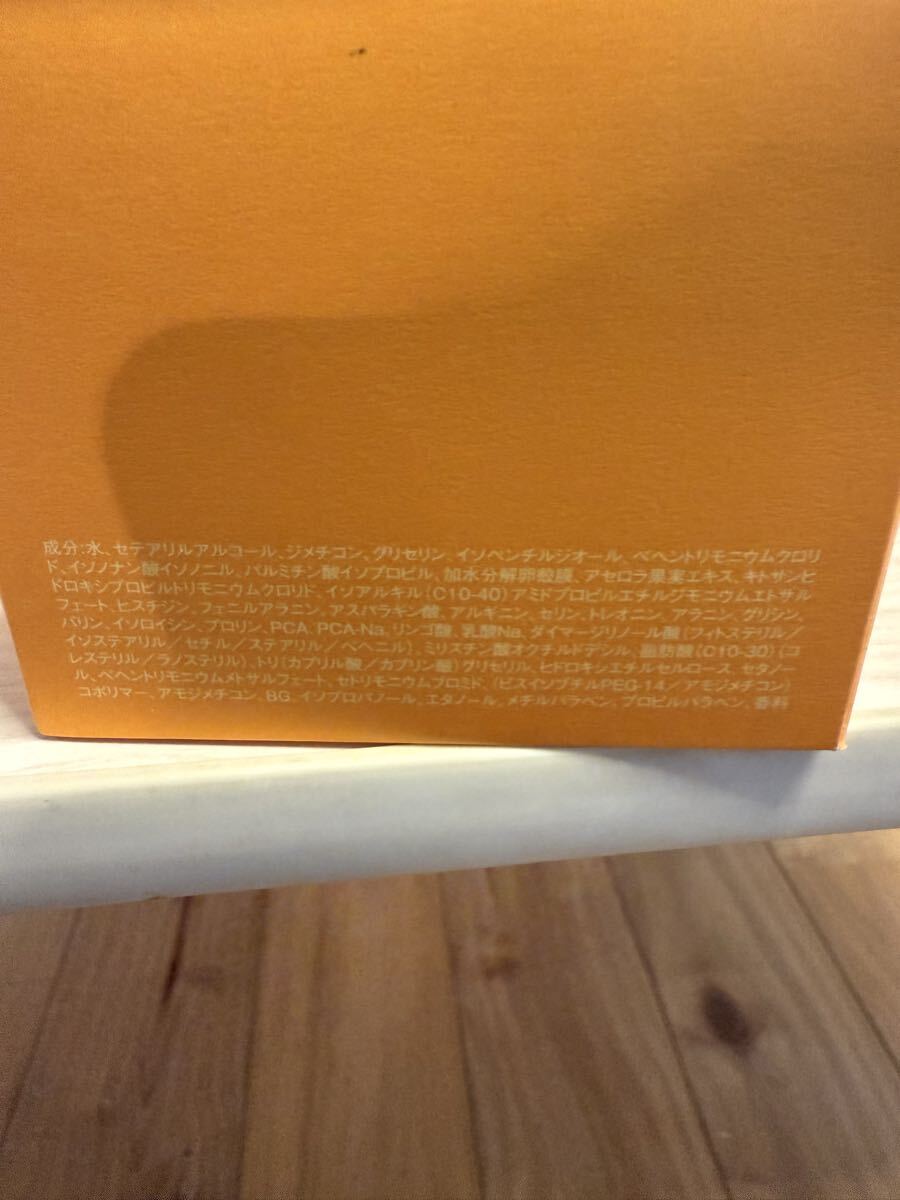 成分:水、セテアリルアルコール、ジメチコン、グリセリン、イソペンチルジオール、ベヘントリモニウムクロリ
ド、イソノナン酸イソノニル、パルミチン酸イソプロピル、加水分解卵殻膜、アセロラ果実エキス、キトサンヒ
ドロキシプロピルトリモニウムクロリド、イソアルキル(C10-40)アミドプロピルエチルジモニウムエトサル
フェート、ヒスチジン、フェニルアラニン、アスパラギン酸、アルギニン、セリン、トレオニン、アラニン、グリシン、
バリン、イソロイシン、プロリン、PCA、PCA-Na、リンゴ酸、乳酸Na、ダイマージリノール酸(フィトステリル/
イソステアリル/セチル/ステアリル/ベヘニル)、ミリスチン酸オクチルドデシル、脂肪酸(C10-30)(コ
レステリル/ラノステリル)、トリ(カプリル酸/カプリン酸)グリセリル、ヒドロキシエチルセルロース、セタノー
ル、ベヘントリモニウムメトサルフェート、セトリモニウムブロミド、(ビスイソブチルPEG-14/アモジメチコン)
コポリマー、アモジメチコン、BG、イソプロパノール、エタノール、メチルパラベン、プロピルパラベン、香料